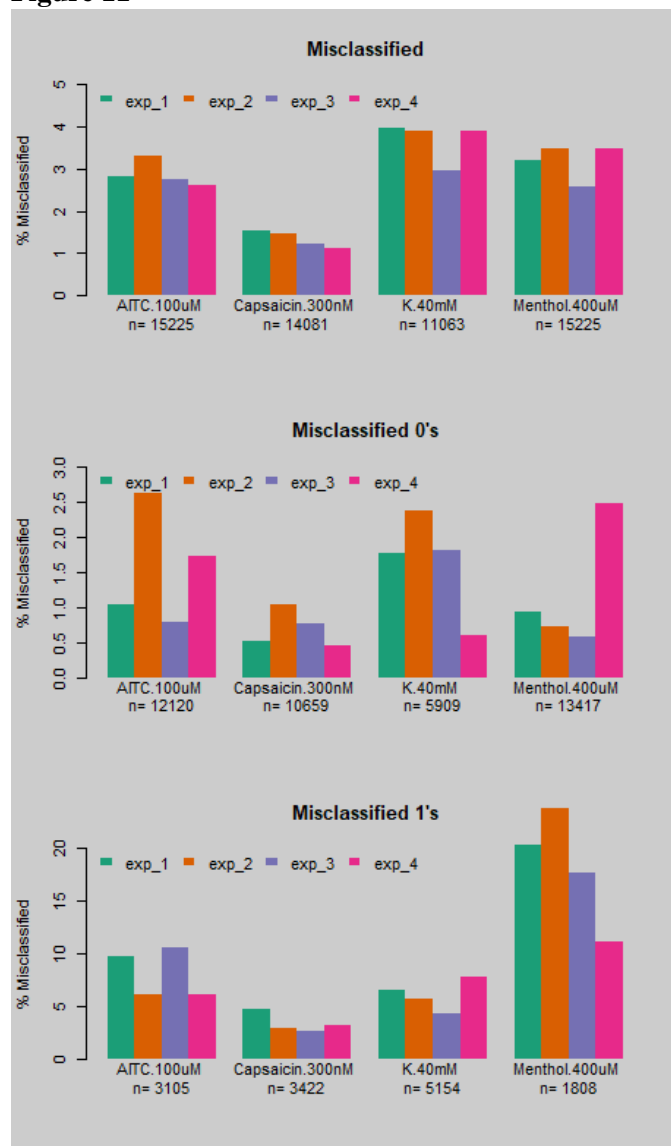 Misclassified
5
4
3
2
1
0
% Misclassified
exp_1 exp_2 exp_3 exp_4
AITC.100uM Capsaicin.300nM K.40mM Menthol.400uM
n= 15225 n= 14081 n= 11063 n= 15225
Misclassified 0's
3.0
2.5
2.0
1.5
1.0
0.5
0.0
% Misclassified
exp_1 exp_2 exp_3 exp_4
AITC.100uM Capsaicin.300nM K.40mM Menthol.400uM
n= 12120 n= 10659 n= 5909 n= 13417
Misclassified 1's
20
15
10
5
0
% Misclassified
exp_1 exp_2 exp_3 exp_4
AITC.100uM Capsaicin.300nM K.40mM Menthol.400uM
n= 3105 n= 3422 n= 5154 n= 1808